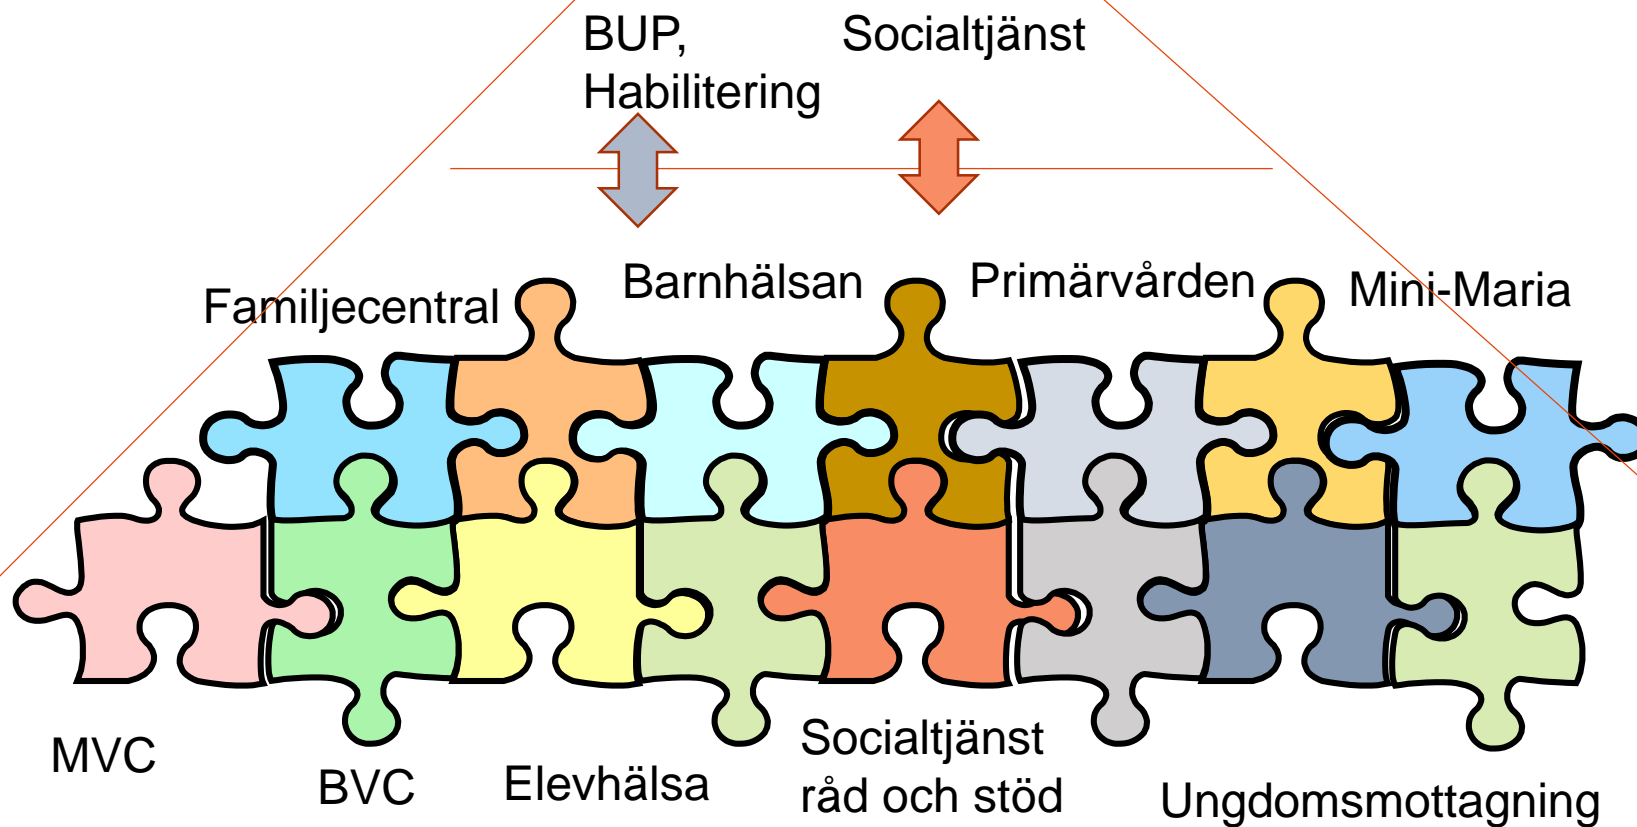 BUP,
Habilitering
Socialtjänst
Familjecentral
Barnhälsan
Primärvården
Mini-Maria
MVC
BVC
Elevhälsa
Socialtjänst
råd och stöd
Ungdomsmottagning